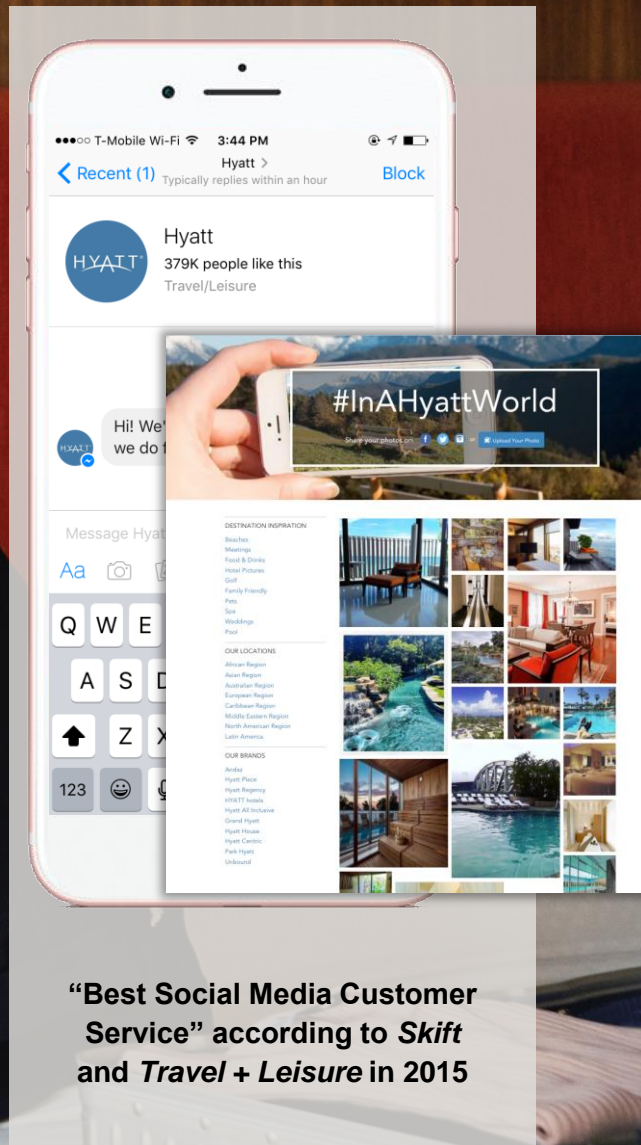 ●●●○○ T-Mobile Wi-Fi 3:44 PM
Recent (1)
Hyatt >
Typically replies within an hour
Block
HYATT
Hyatt
379K people like this
Travel/Leisure
HYATT
Hi! We'
we do f
Message Hyat
Aa
Q W E
A S D
Z X
123
#InAHyattWorld
Share your photos on f or Upload Your Photo
DESTINATION INSPIRATION
Beaches
Meetings
Food & Drinks
Hotel Pictures
Golf
Family Friendly
Pets
Spa
Weddings
Pool
OUR LOCATIONS
African Region
Asian Region
Australian Region
European Region
Caribbean Region
Middle Eastern Region
North American Region
Latin America
OUR BRANDS
Andaz
Hyatt Place
Hyatt Regency
HYATT hotels
Hyatt All Inclusive
Grand Hyatt
Hyatt House
Hyatt Centric
Park Hyatt
Unbound
“Best Social Media Customer
Service” according to Skift
and Travel + Leisure in 2015